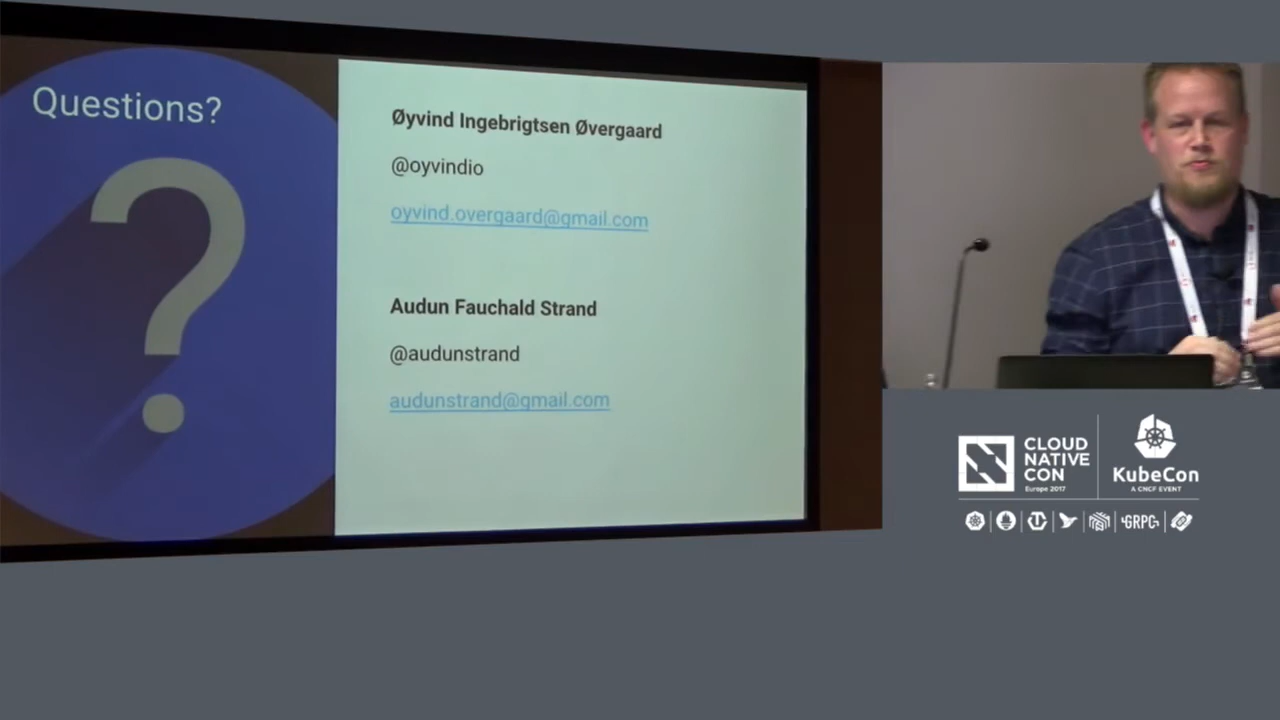 Questions?
?
Øyvind Ingebrigtsen Øvergaard
@oyvindio
oyvind.overgaard@gmail.com
Audun Fauchald Strand
@audunstrand
audunstrand@gmail.com
CLOUD
NATIVE
CON
Europe 2017
KubeCon
A CNCF EVENT
GRPC